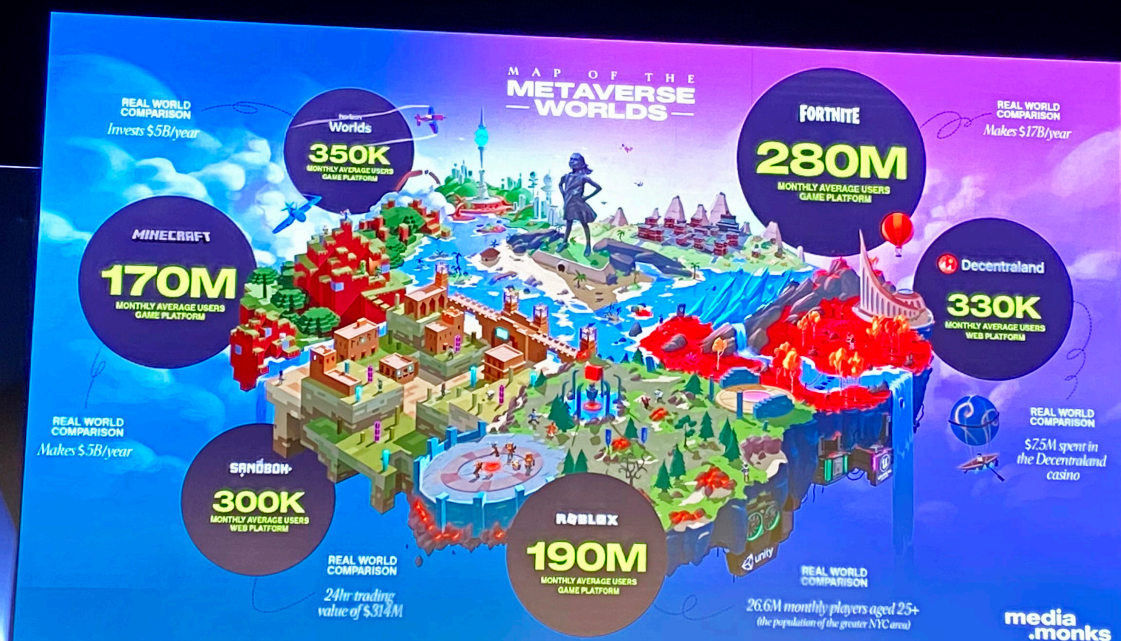 MAP OF THE
METAVERSE
WORLDS
REAL WORLD
COMPARISON
Invests $5B/year
Horizon
Worlds
350K
MONTHLY AVERAGE USERS
GAME PLATFORM
FORTNITE
280M
MONTHLY AVERAGE USERS
GAME PLATFORM
REAL WORLD
COMPARISON
Makes $17B/year
MINECRAFT
170M
MONTHLY AVERAGE USERS
GAME PLATFORM
REAL WORLD
COMPARISON
Makes $5B/year
Decentraland
330K
MONTHLY AVERAGE USERS
WEB PLATFORM
REAL WORLD
COMPARISON
$7.5M spent in
the Decentraland
casino
THE
SANDBOX
300K
MONTHLY AVERAGE USERS
WEB PLATFORM
REAL WORLD
COMPARISON
24hr trading
value of $314M
ROBLOX
190M
MONTHLY AVERAGE USERS
GAME PLATFORM
unity
REAL WORLD
COMPARISON
26.6M monthly players aged 25+
(the population of the greater NYC area)
media
.monks